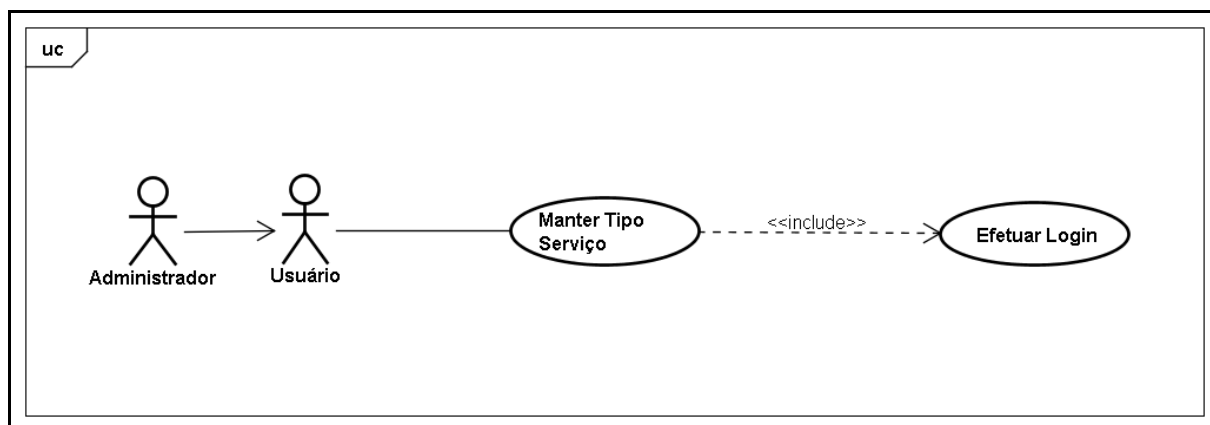 uc
Administrador
Usuário
Manter Tipo
Serviço
<<include>>
Efetuar Login